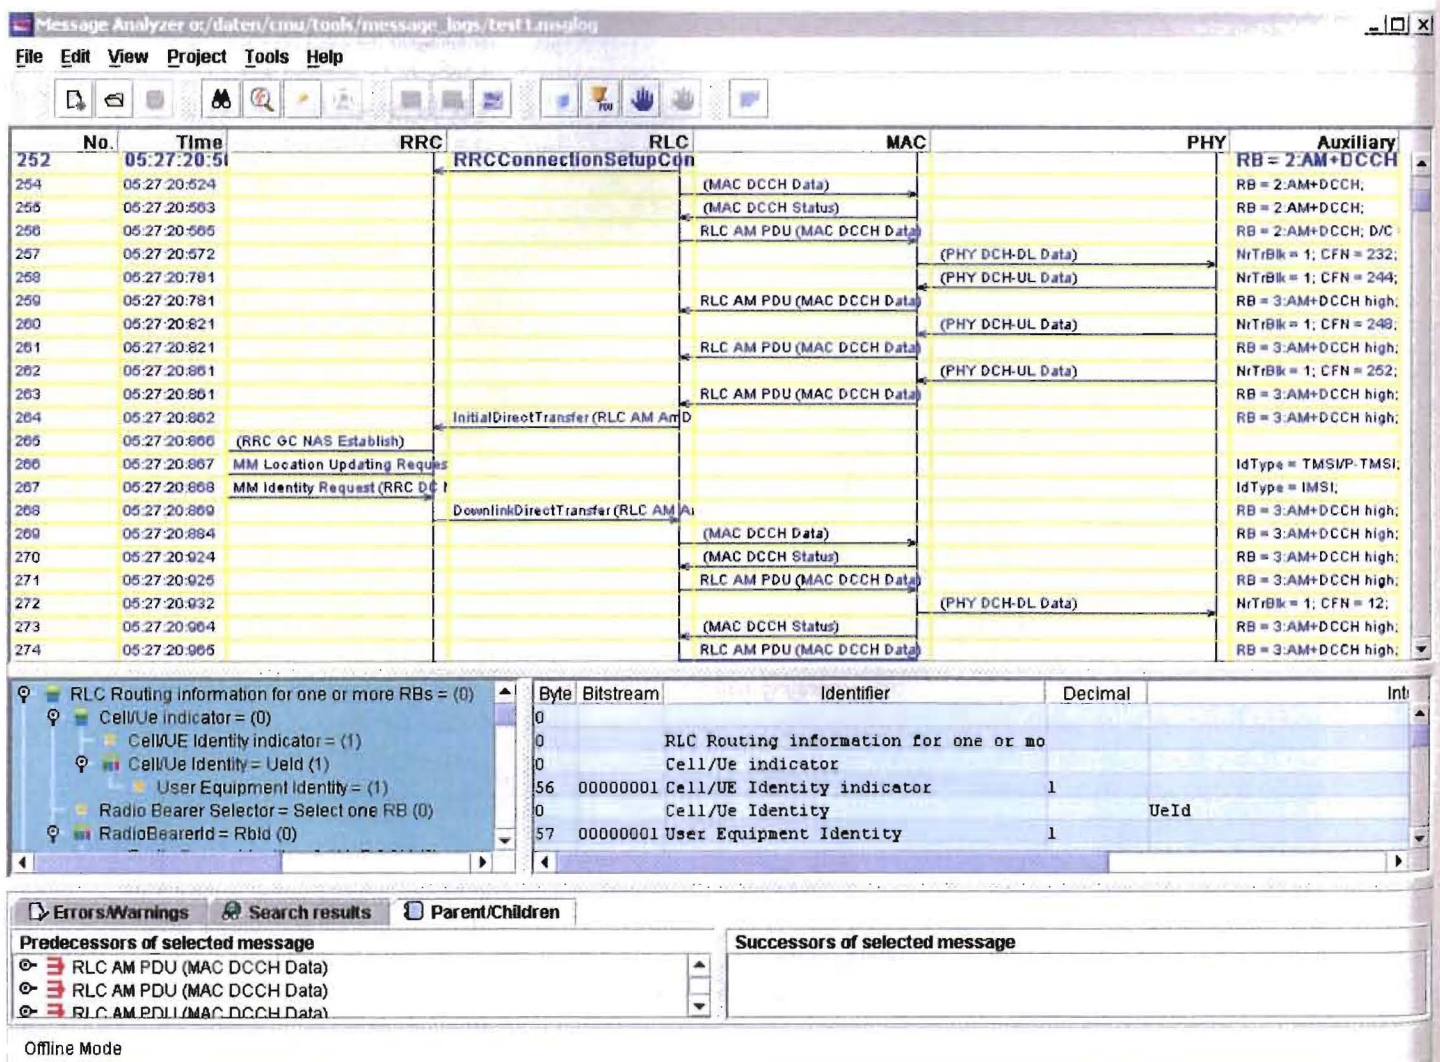 Message Analyzer o:/daten/cmu/tools/message_logs/test1.msglog
File Edit View Project Tools Help
PDU
No. Time RRC RLC MAC PHY Auxiliary
252 05:27:20:5 RRCConnectionSetupCon RB = 2:AM+DCCH
254 05:27:20:524 (MAC DCCH Data) RB = 2:AM+DCCH;
255 05:27:20:563 (MAC DCCH Status) RB = 2:AM+DCCH;
256 05:27:20:565 RLC AM PDU (MAC DCCH Data) RB = 2:AM+DCCH; D/C
257 05:27:20:572 (PHY DCH-DL Data) NrTrBlk = 1; CFN = 232;
258 05:27:20:781 (PHY DCH-UL Data) NrTrBlk = 1; CFN = 244;
259 05:27:20:781 RLC AM PDU (MAC DCCH Data) RB = 3:AM+DCCH high;
260 05:27:20:821 (PHY DCH-UL Data) NrTrBlk = 1; CFN = 248;
261 05:27:20:821 RLC AM PDU (MAC DCCH Data) RB = 3:AM+DCCH high;
262 05:27:20:861 (PHY DCH-UL Data) NrTrBlk = 1; CFN = 252;
263 05:27:20:861 RLC AM PDU (MAC DCCH Data) RB = 3:AM+DCCH high;
264 05:27:20:862 InitialDirectTransfer (RLC AM Am D RB = 3:AM+DCCH high;
265 05:27:20:866 (RRC GC NAS Establish)
266 05:27:20:867 MM Location Updating Reques IdType = TMSI/P-TMSI;
267 05:27:20:868 MM Identity Request (RRC DC N IdType = IMSI;
268 05:27:20:869 DownlinkDirectTransfer (RLC AM A RB = 3:AM+DCCH high;
269 05:27:20:884 (MAC DCCH Data) RB = 3:AM+DCCH high;
270 05:27:20:924 (MAC DCCH Status) RB = 3:AM+DCCH high;
271 05:27:20:925 RLC AM PDU (MAC DCCH Data) RB = 3:AM+DCCH high;
272 05:27:20:932 (PHY DCH-DL Data) NrTrBlk = 1; CFN = 12;
273 05:27:20:964 (MAC DCCH Status) RB = 3:AM+DCCH high;
274 05:27:20:965 RLC AM PDU (MAC DCCH Data) RB = 3:AM+DCCH high;
RLC Routing information for one or more RBs = (0)
Cell/Ue indicator = (0)
Cell/UE Identity indicator = (1)
Cell/Ue Identity = UeId (1)
User Equipment Identity = (1)
Radio Bearer Selector = Select one RB (0)
RadioBearerId = RbId (0)
Byte Bitstream Identifier Decimal Int
0
0 RLC Routing information for one or mo
0 Cell/Ue indicator
56 00000001 Cell/UE Identity indicator 1
0 Cell/Ue Identity UeId
57 00000001 User Equipment Identity 1
Errors/Warnings Search results Parent/Children
Predecessors of selected message
RLC AM PDU (MAC DCCH Data)
RLC AM PDU (MAC DCCH Data)
RLC AM PDU (MAC DCCH Data)
Successors of selected message
Offline Mode